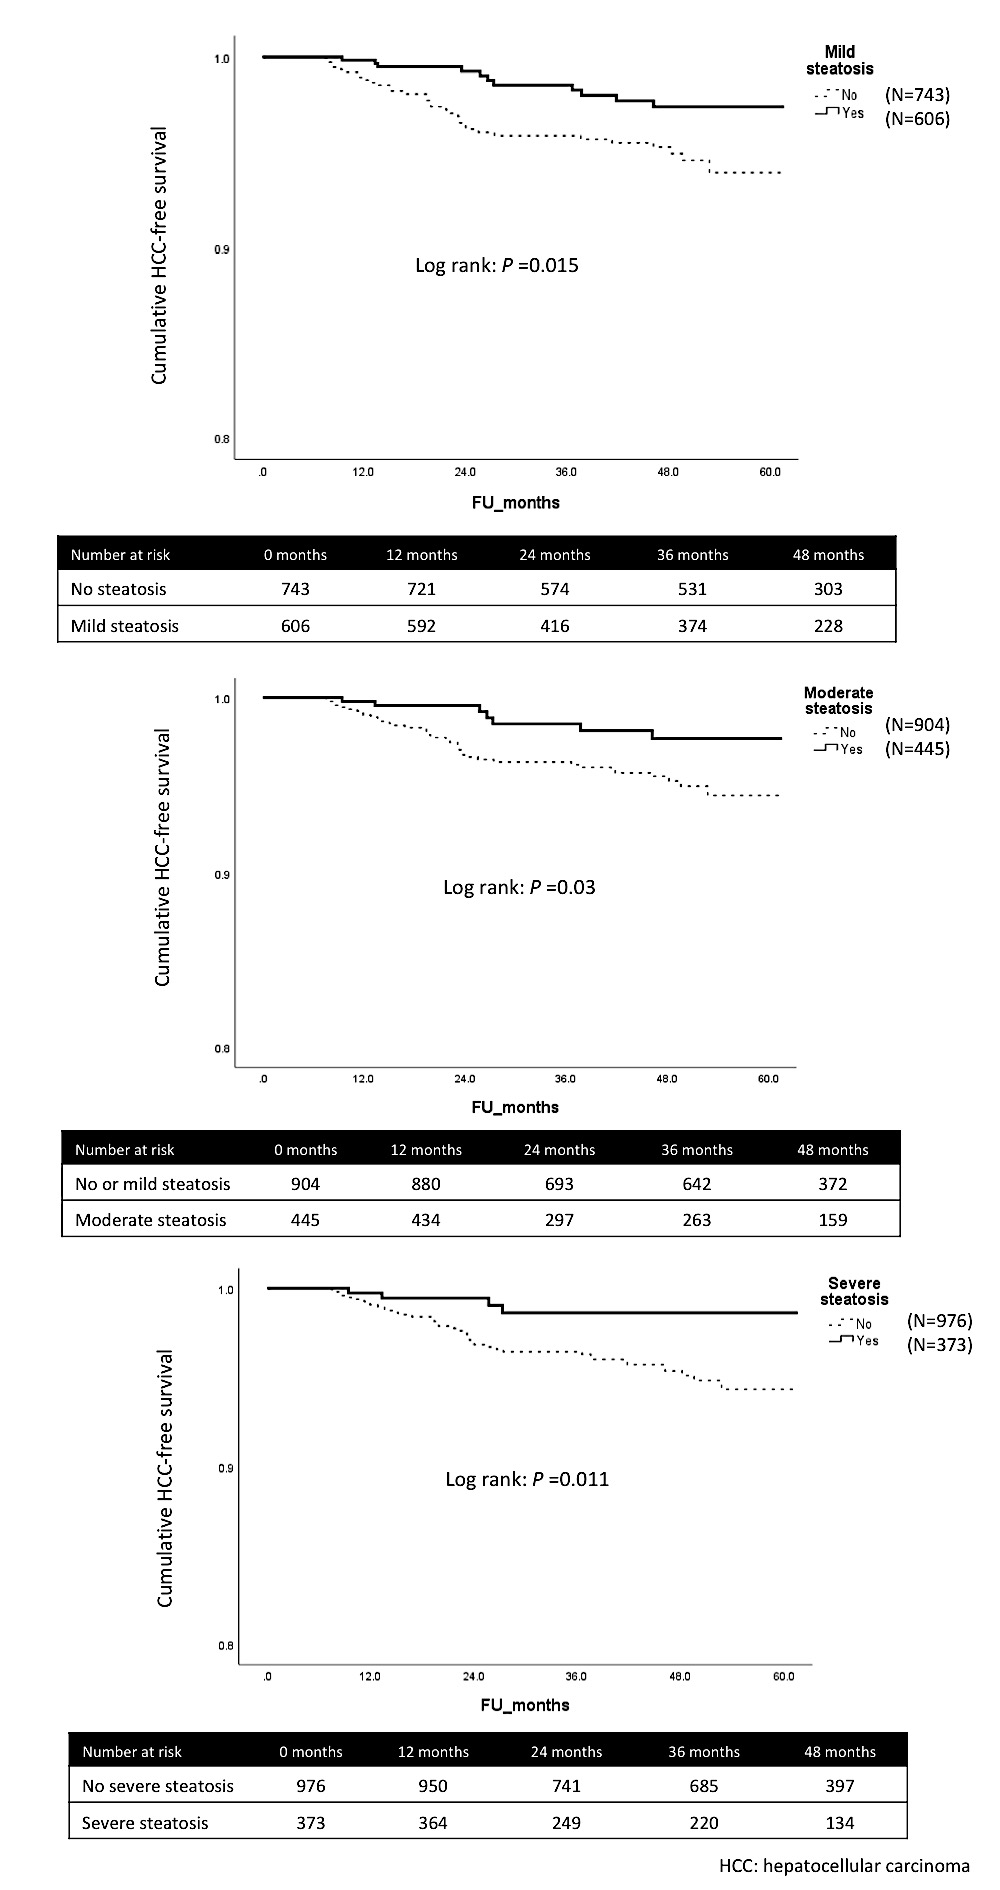 Mild
steatosis
No (N=743)
Yes (N=606)
Cumulative HCC-free survival
1.0
0.9
0.8
Log rank: P =0.015
.0 12.0 24.0 36.0 48.0 60.0
FU_months
Number at risk 0 months 12 months 24 months 36 months 48 months
No steatosis 743 721 574 531 303
Mild steatosis 606 592 416 374 228
Moderate
steatosis
No (N=904)
Yes (N=445)
Cumulative HCC-free survival
1.0
0.9
0.8
Log rank: P =0.03
.0 12.0 24.0 36.0 48.0 60.0
FU_months
Number at risk 0 months 12 months 24 months 36 months 48 months
No or mild steatosis 904 880 693 642 372
Moderate steatosis 445 434 297 263 159
Severe
steatosis
No (N=976)
Yes (N=373)
Cumulative HCC-free survival
1.0
0.9
0.8
Log rank: P =0.011
.0 12.0 24.0 36.0 48.0 60.0
FU_months
Number at risk 0 months 12 months 24 months 36 months 48 months
No severe steatosis 976 950 741 685 397
Severe steatosis 373 364 249 220 134
HCC: hepatocellular carcinoma